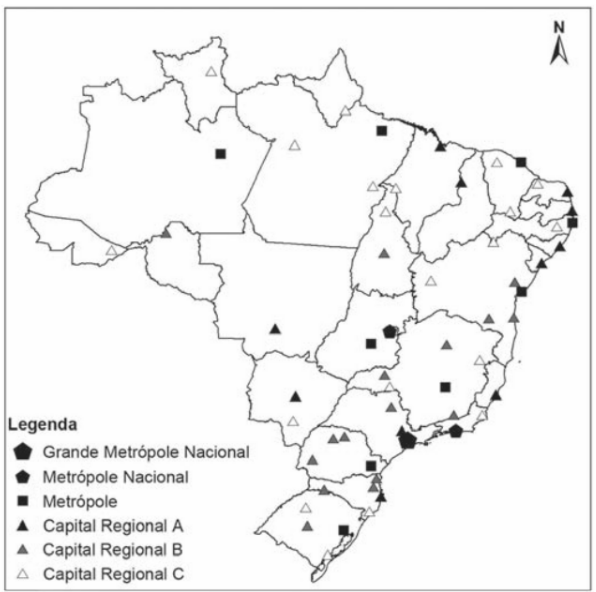 N
Legenda
Grande Metrópole Nacional
Metrópole Nacional
Metrópole
Capital Regional A
Capital Regional B
Capital Regional C